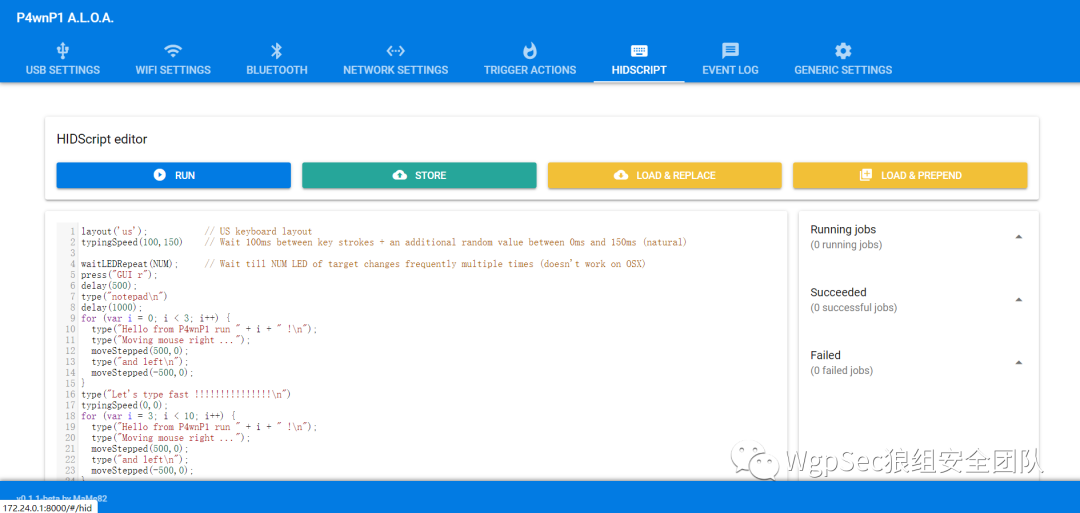 P4wnP1 A.L.O.A.
USB SETTINGS WIFI SETTINGS BLUETOOTH NETWORK SETTINGS TRIGGER ACTIONS HIDSCRIPT EVENT LOG GENERIC SETTINGS
HIDScript editor
RUN STORE LOAD & REPLACE LOAD & PREPEND
1 layout('us'); // US keyboard layout
2 typingSpeed(100,150) // Wait 100ms between key strokes + an additional random value between 0ms and 150ms (natural)
3
4 waitLEDRepeat(NUM); // Wait till NUM LED of target changes frequently multiple times (doesn't work on OSX)
5 press("GUI r");
6 delay(500);
7 type("notepad\n")
8 delay(1000);
9 for (var i = 0; i < 3; i++) {
10 type("Hello from P4wnP1 run " + i + " !\n");
11 type("Moving mouse right ...");
12 moveStepped(500,0);
13 type("and left\n");
14 moveStepped(-500,0);
15 }
16 type("Let's type fast !!!!!!!!!!!!!!!\n")
17 typingSpeed(0,0);
18 for (var i = 3; i < 10; i++) {
19 type("Hello from P4wnP1 run " + i + " !\n");
20 type("Moving mouse right ...");
21 moveStepped(500,0);
22 type("and left\n");
23 moveStepped(-500,0);
Running jobs
(0 running jobs)
Succeeded
(0 successful jobs)
Failed
(0 failed jobs)
WgpSec狼组安全团队
v0.1.1-beta by MaMe82
172.24.0.1:8000/#/hid